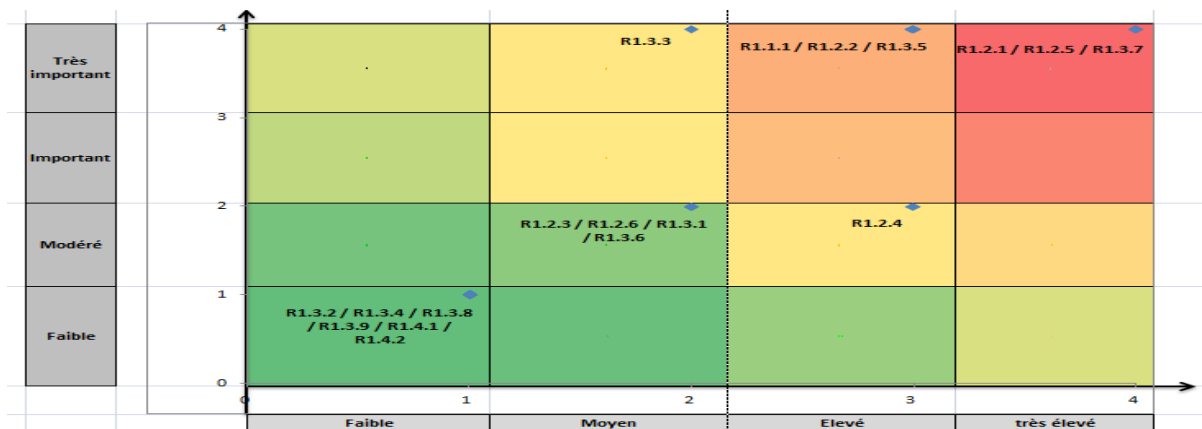 4
R1.3.3
R1.1.1 / R1.2.2 / R1.3.5
R1.2.1 / R1.2.5 / R1.3.7
Très
important
3
Important
2
R1.2.3 / R1.2.6 / R1.3.1
/ R1.3.6
R1.2.4
Modéré
1
R1.3.2 / R1.3.4 / R1.3.8
/ R1.3.9 / R1.4.1 /
R1.4.2
Faible
0
0 1 2 3 4
Faible Moyen Elevé très élevé